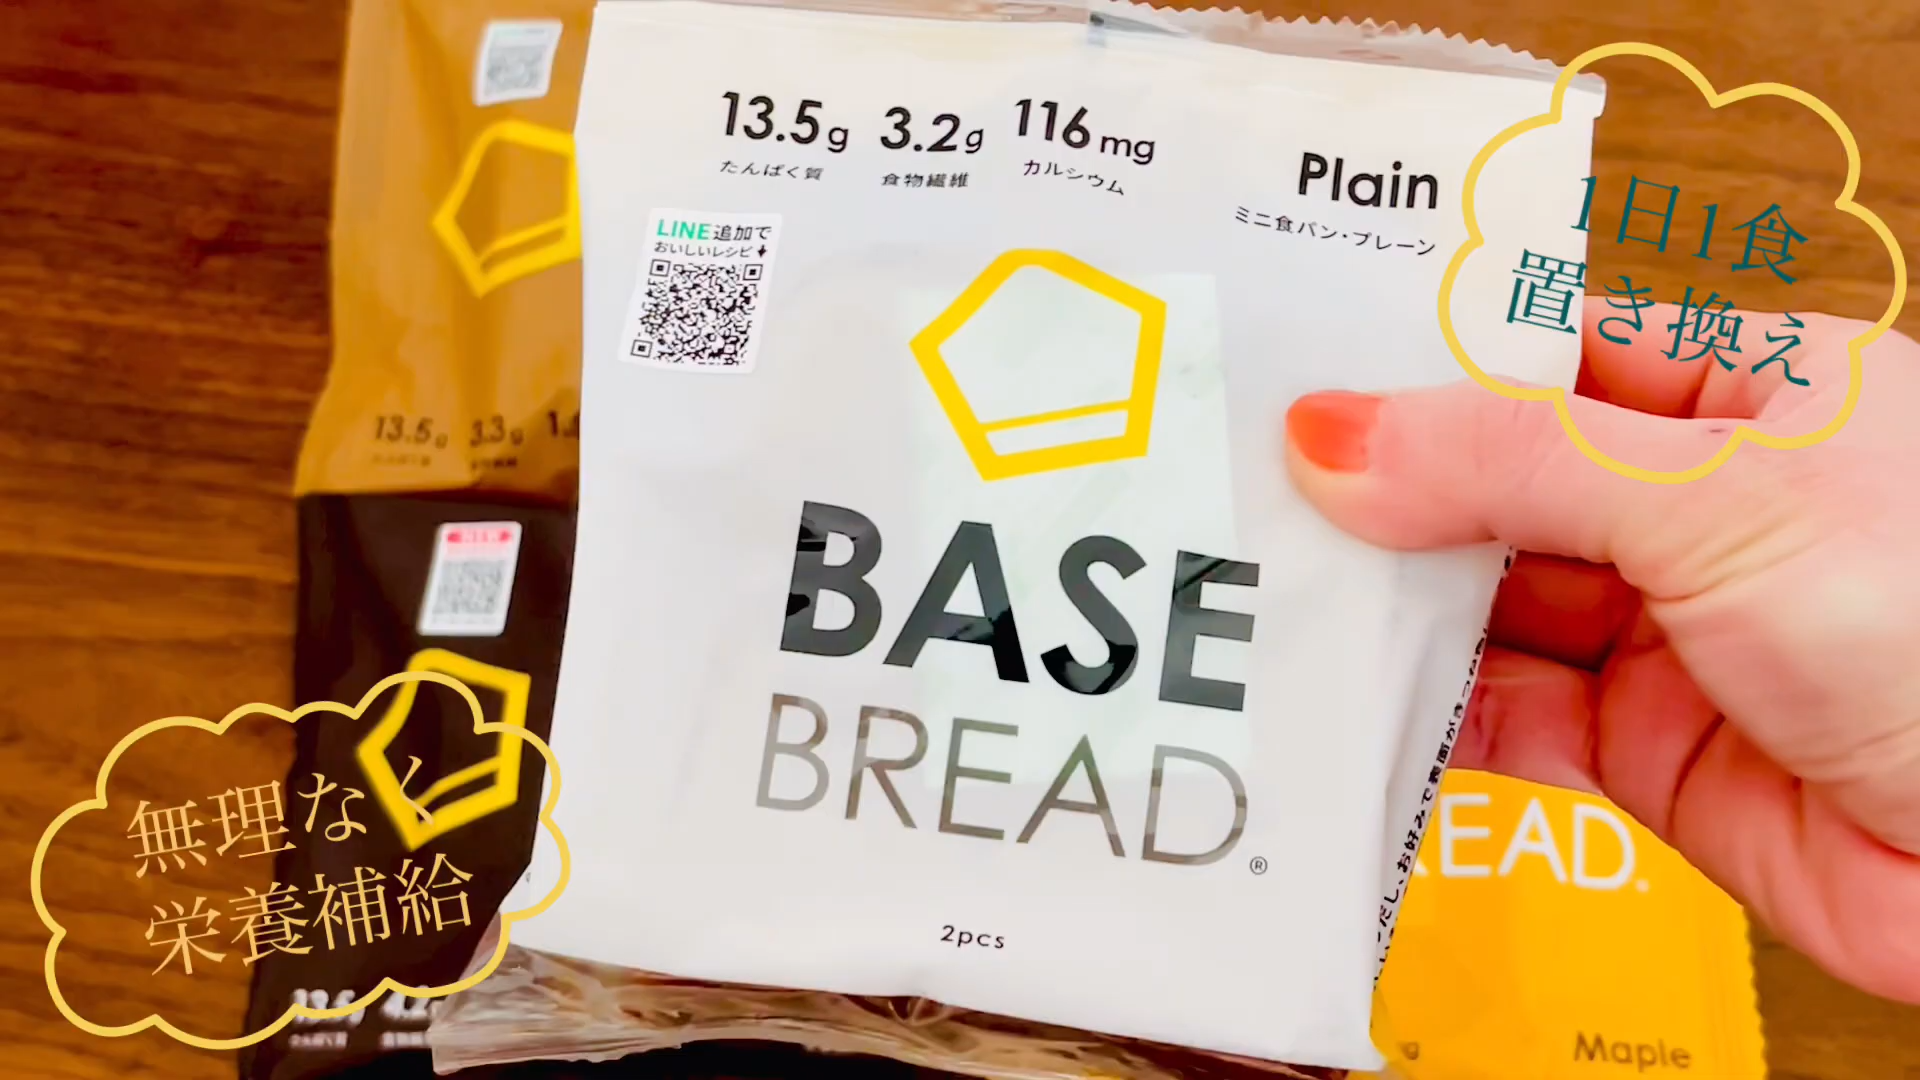 13.5g 3.2g 116mg
たんぱく質 食物繊維 カルシウム
Plain
ミニ食パン・プレーン
LINE追加で
おいしいレシピ
BASE
BREAD®
2pcs
1日1食
置き換え
無理なく
栄養補給
13.5g 3.3g
NEW
13.5g
EAD.
Maple